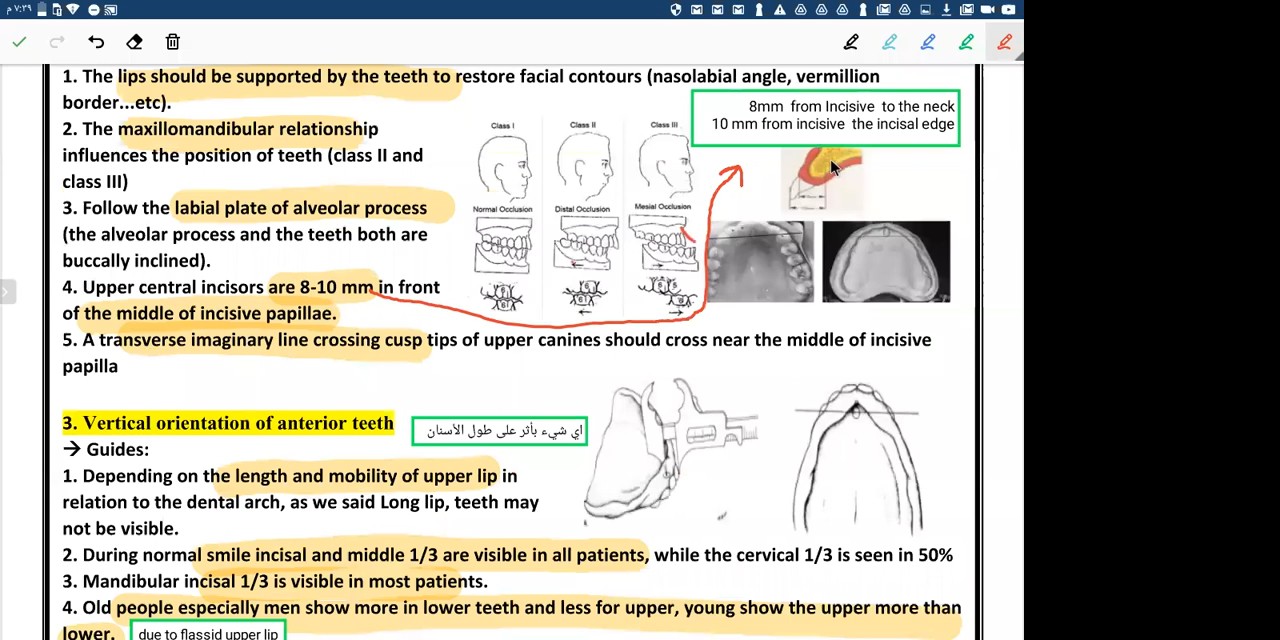 م ٧:٣٩
1. The lips should be supported by the teeth to restore facial contours (nasolabial angle, vermillion
border...etc).
8mm from Incisive to the neck
10 mm from incisive the incisal edge
2. The maxillomandibular relationship
influences the position of teeth (class II and
class III)
3. Follow the labial plate of alveolar process
(the alveolar process and the teeth both are
buccally inclined).
4. Upper central incisors are 8-10 mm in front
of the middle of incisive papillae.
Class I Class II Class III
Normal Occlusion Distal Occlusion Mesial Occlusion
5. A transverse imaginary line crossing cusp tips of upper canines should cross near the middle of incisive
papilla
3. Vertical orientation of anterior teeth
اي شيء بأثر على طول الأسنان
→ Guides:
1. Depending on the length and mobility of upper lip in
relation to the dental arch, as we said Long lip, teeth may
not be visible.
2. During normal smile incisal and middle 1/3 are visible in all patients, while the cervical 1/3 is seen in 50%
3. Mandibular incisal 1/3 is visible in most patients.
4. Old people especially men show more in lower teeth and less for upper, young show the upper more than
lower.
due to flassid upper lip